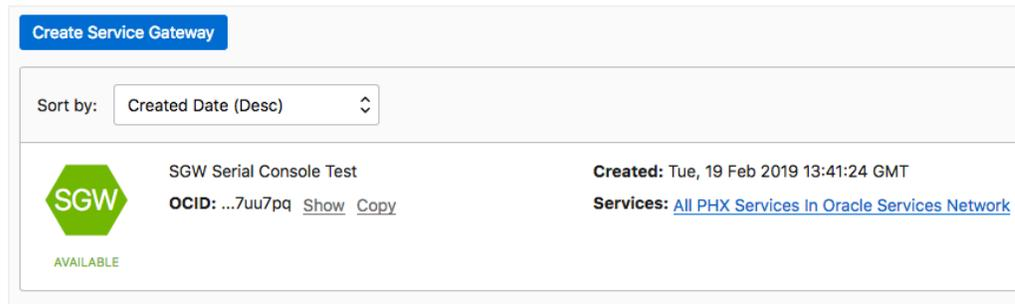 Create Service Gateway
Sort by: Created Date (Desc)
SGW Serial Console Test
Created: Tue, 19 Feb 2019 13:41:24 GMT
SGW
OCID: ...7uu7pq Show Copy
Services: All PHX Services In Oracle Services Network
AVAILABLE